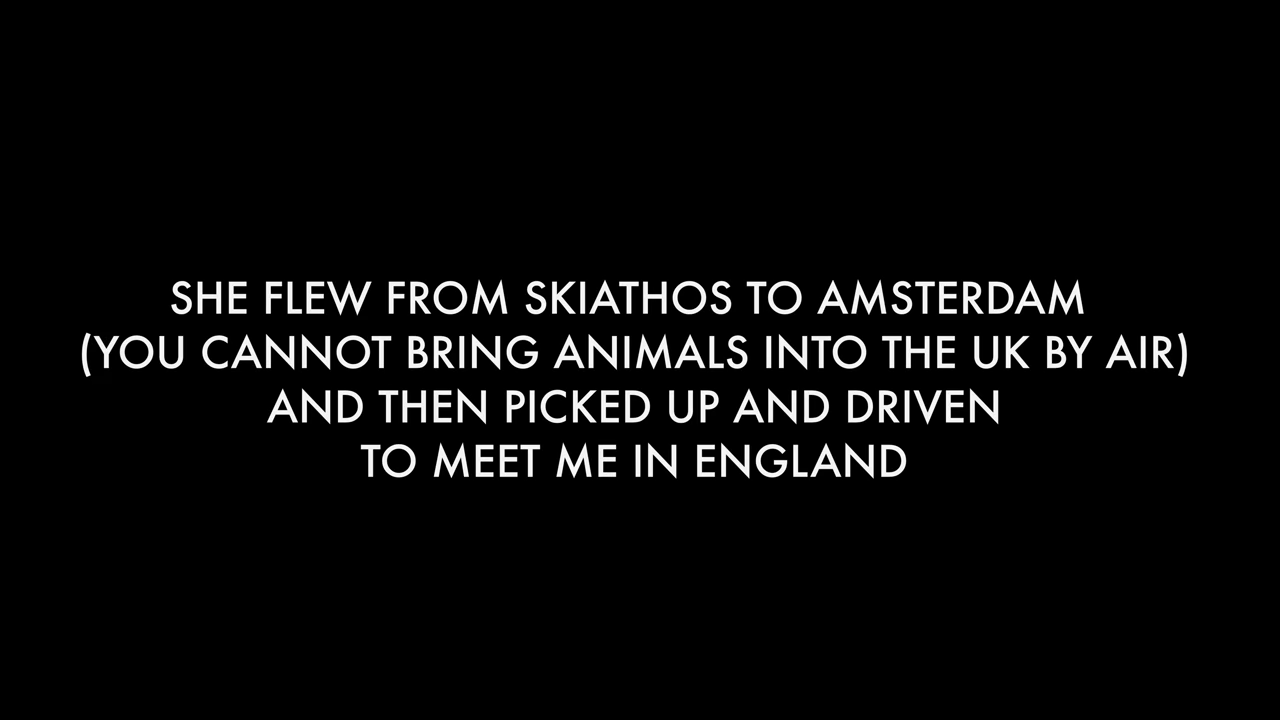 SHE FLEW FROM SKIATHOS TO AMSTERDAM
(YOU CANNOT BRING ANIMALS INTO THE UK BY AIR)
AND THEN PICKED UP AND DRIVEN
TO MEET ME IN ENGLAND